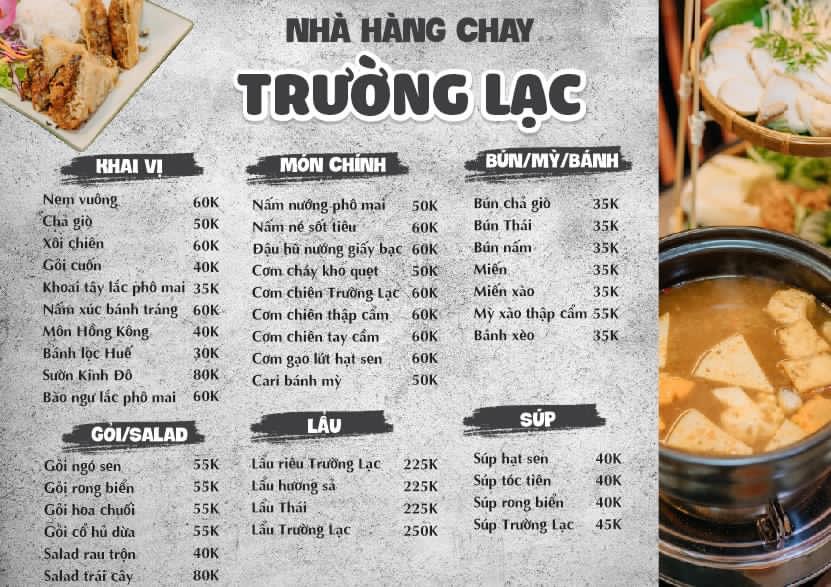 NHÀ HÀNG CHAY
TRƯỜNG LẠC
KHAI VỊ
Nem vuông 60K
Chả giò 50K
Xôi chiên 60K
Gỏi cuốn 40K
Khoai tây lắc phô mai 35K
Nấm xúc bánh tráng 60K
Môn Hồng Kông 40K
Bánh lọc Huế 30K
Sườn Kinh Đô 80K
Bào ngư lắc phô mai 60K
GỎI/SALAD
Gỏi ngó sen 55K
Gỏi rong biển 55K
Gỏi hoa chuối 55K
Gỏi cổ hủ dừa 55K
Salad rau trộn 40K
Salad trái cây 80K
MÓN CHÍNH
Nấm nướng phô mai 50K
Nấm né sốt tiêu 60K
Đậu hũ nướng giấy bạc 60K
Cơm cháy kho quẹt 50K
Cơm chiên Trường Lạc 60K
Cơm chiên thập cẩm 60K
Cơm chiên tay cầm 60K
Cơm gạo lứt hạt sen 60K
Cari bánh mỳ 50K
LẨU
Lẩu riêu Trường Lạc 225K
Lẩu hương sả 225K
Lẩu Thái 225K
Lẩu Trường Lạc 250K
BÚN/MỲ/BÁNH
Bún chả giò 35K
Bún Thái 35K
Bún nấm 35K
Miến 35K
Miến xào 35K
Mỳ xào thập cẩm 55K
Bánh xèo 35K
SÚP
Súp hạt sen 40K
Súp tóc tiên 40K
Súp rong biển 40K
Súp Trường Lạc 45K